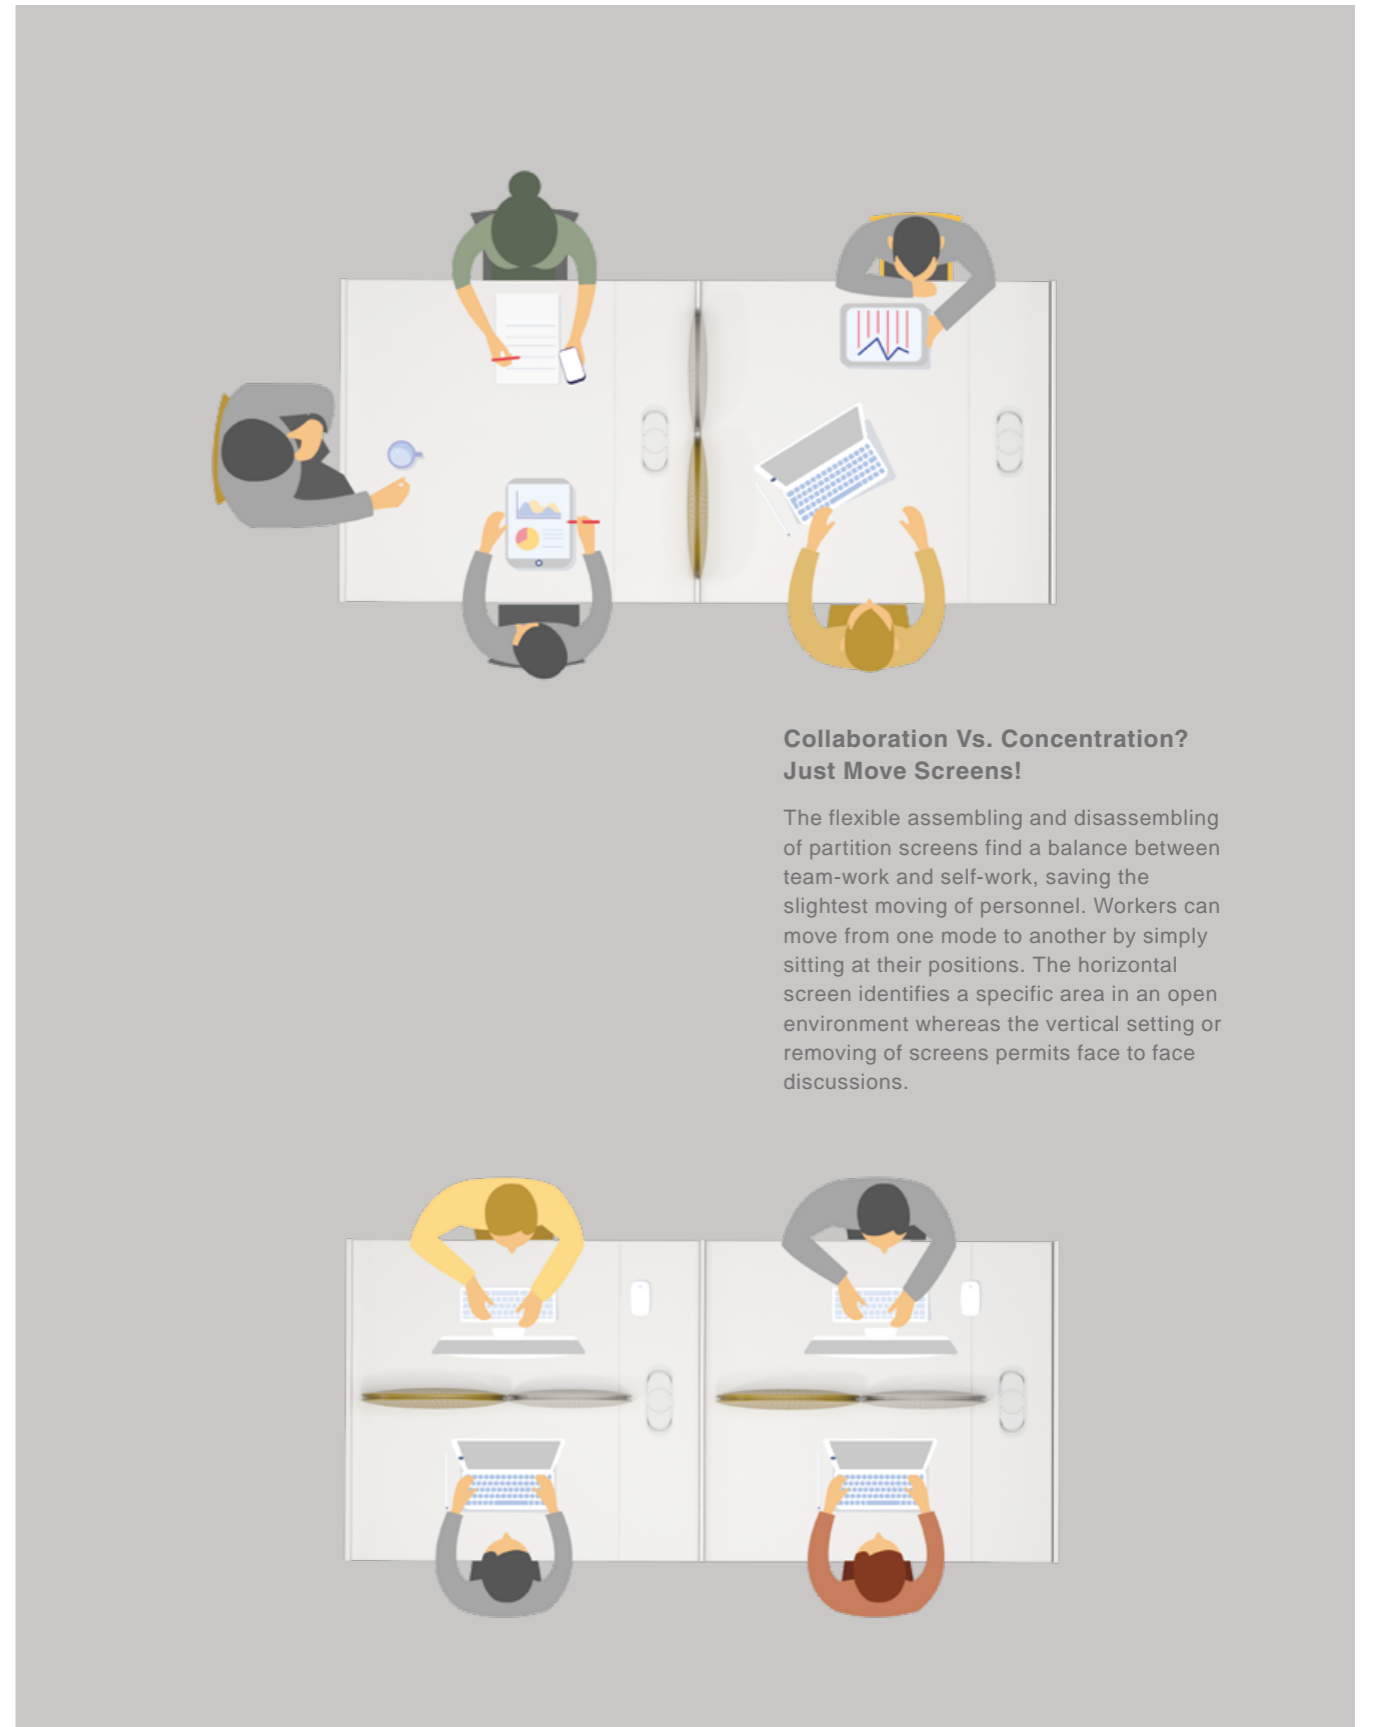 Collaboration Vs. Concentration?
Just Move Screens!
The flexible assembling and disassembling
of partition screens find a balance between
team-work and self-work, saving the
slightest moving of personnel. Workers can
move from one mode to another by simply
sitting at their positions. The horizontal
screen identifies a specific area in an open
environment whereas the vertical setting or
removing of screens permits face to face
discussions.